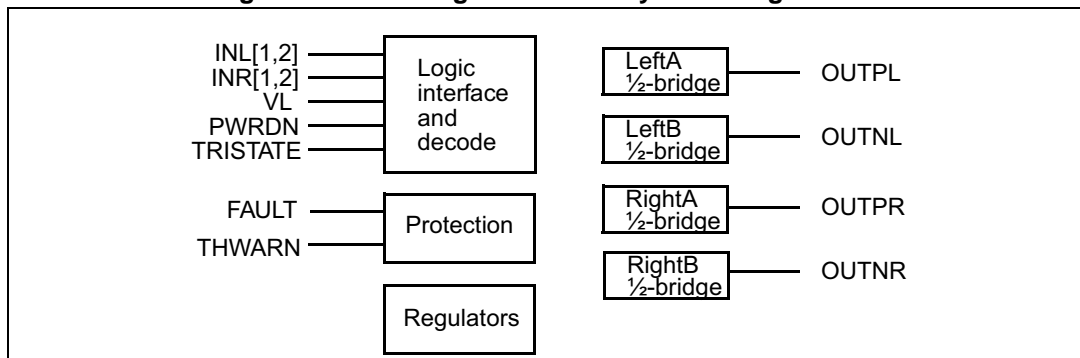 INL[1,2]
INR[1,2]
VL
PWRDN
TRISTATE
Logic
interface
and
decode
FAULT
THWARN
Protection
Regulators
LeftA
½-bridge
OUTPL
LeftB
½-bridge
OUTNL
RightA
½-bridge
OUTPR
RightB
½-bridge
OUTNR